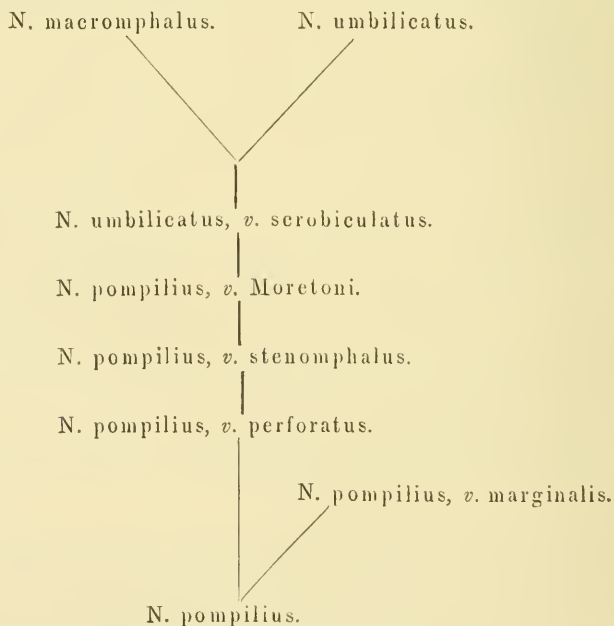 N. macromphalus. N. umbilicatus.
N. umbilicatus, v. scrobiculatus.
N. pompilius, v. Moretoni.
N. pompilius, v. stenomphalus.
N. pompilius, v. perforatus.
N. pompilius, v. marginalis.
N. pompilius.